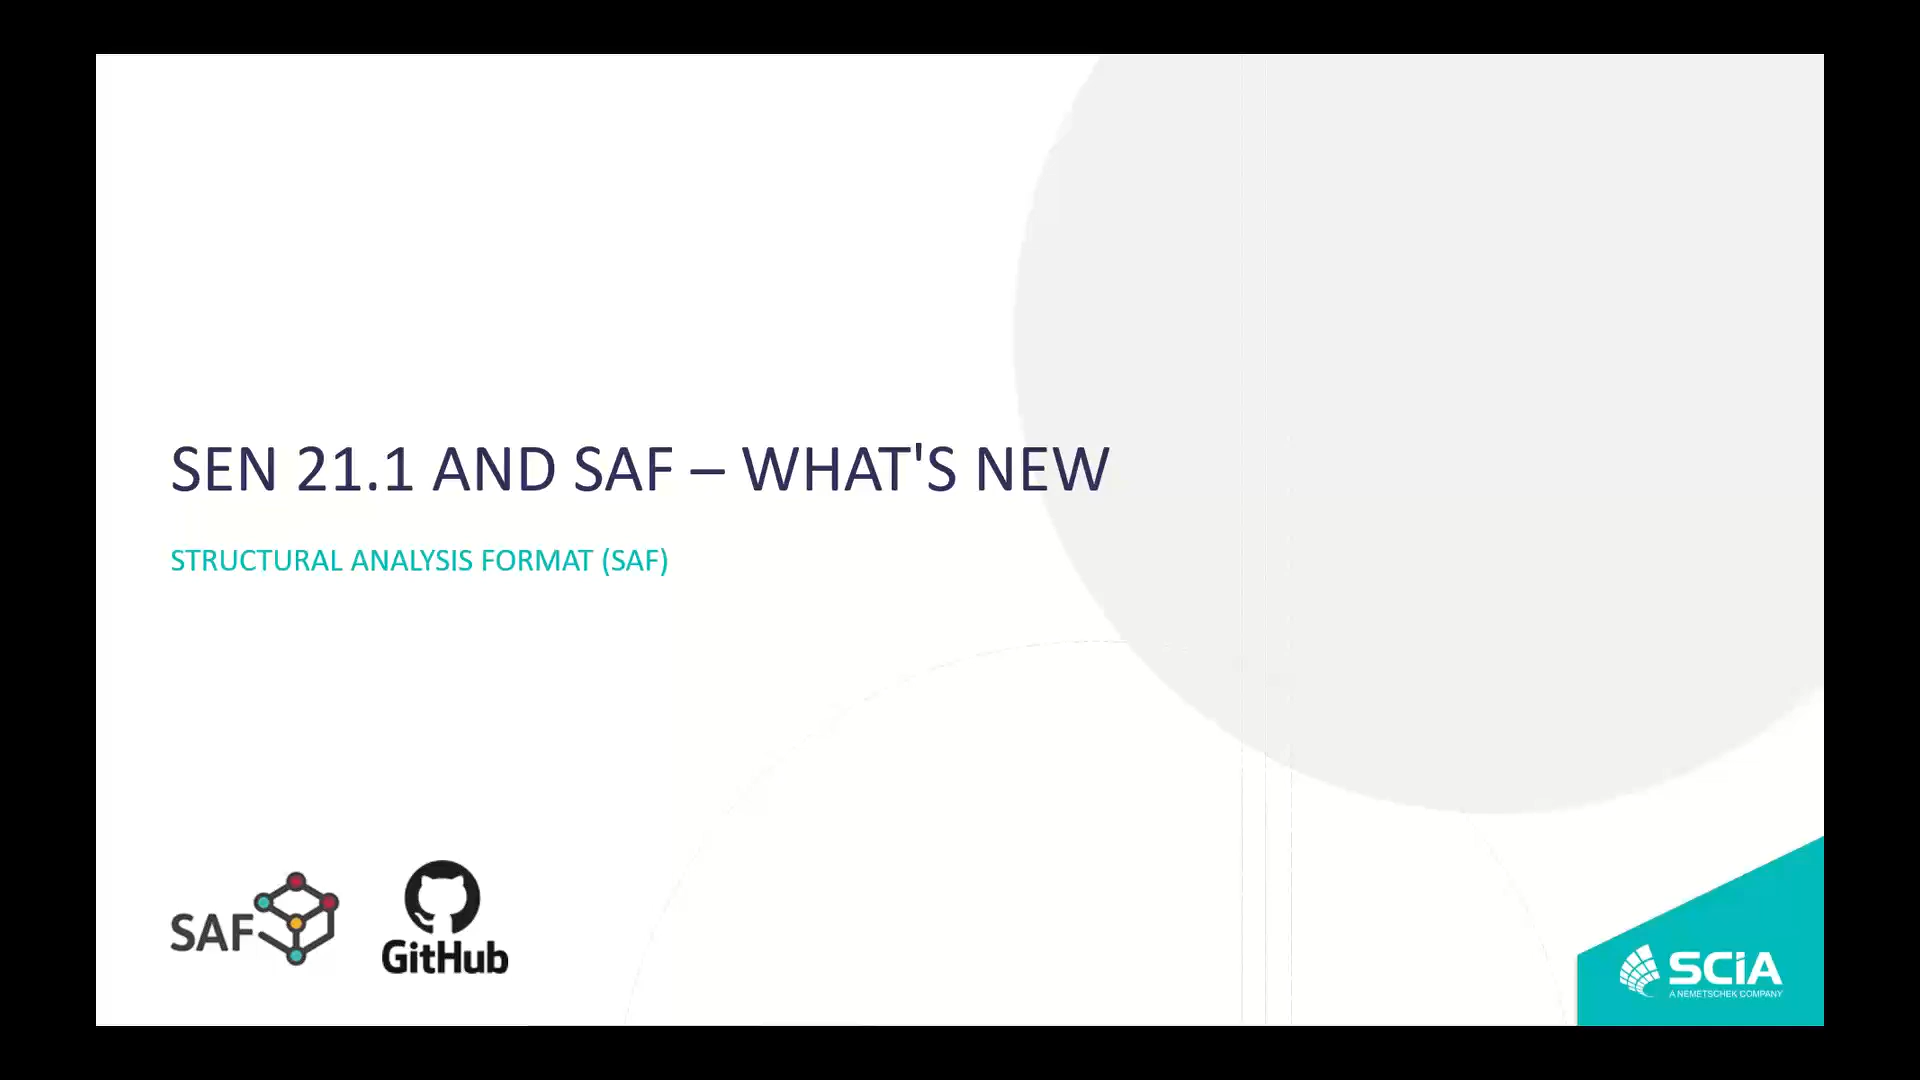 SEN 21.1 AND SAF – WHAT'S NEW
STRUCTURAL ANALYSIS FORMAT (SAF)
SAF
GitHub
SCIA
A NEMETSCHEK COMPANY